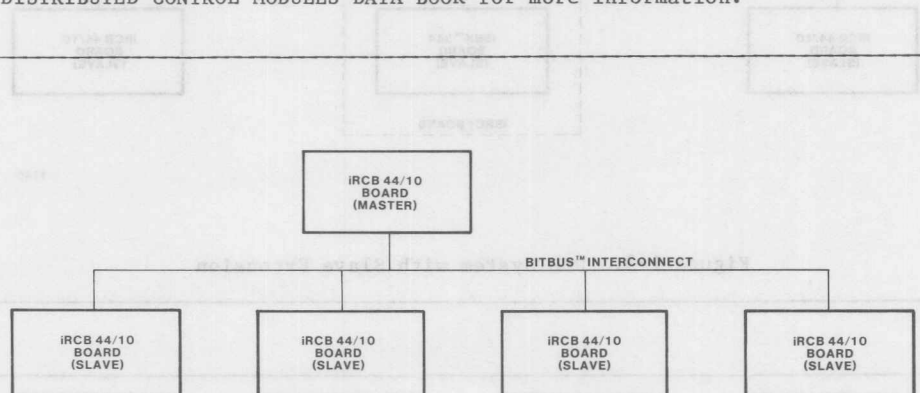 DISTRIBUTED CONTROL MODULES DATA BOOK for more information.
iRCB 44/10
BOARD
(MASTER)
BITBUS™ INTERCONNECT
iRCB 44/10
BOARD
(SLAVE)
iRCB 44/10
BOARD
(SLAVE)
iRCB 44/10
BOARD
(SLAVE)
iRCB 44/10
BOARD
(SLAVE)